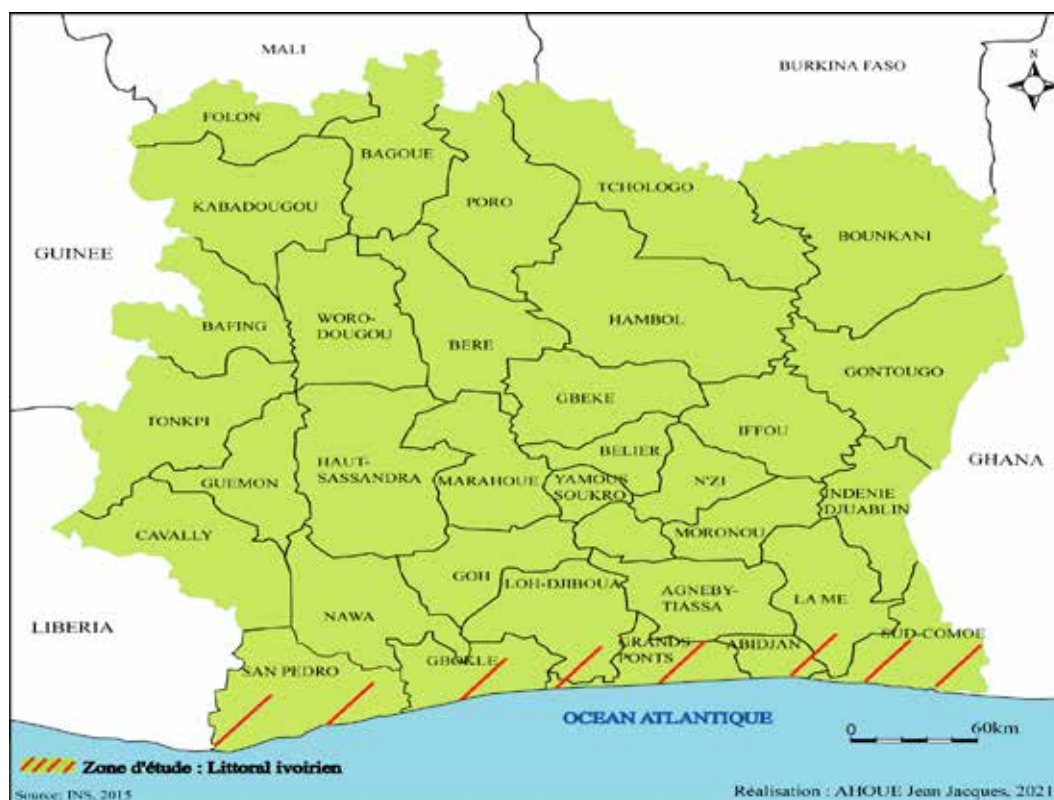 MALI
BURKINA FASO
N
FOLON
BAGOUE
TCHOLOGO
KABADOUGOU
PORO
BOUNKANI
GUINEE
BAFING
WORO-
DOUGOU
HAMBOL
BERE
GONTOUGO
GBEKE
TONKPI
IFFOU
BELIER
GHANA
HAUT-
SASSANDRA
GUEMON
MARAHOUE
YAMOUS
SOUKRO
N'ZI
INDENIE
DJUABLIN
CAVALLY
MORONOU
GOH
LOH-DJIBOUA
AGNEBY-
TIASSA
LA ME
NAWA
LIBERIA
SUD-COMOE
GRANDS
PONTS
ABIDJAN
GBOKLE
SAN PEDRO
OCEAN ATLANTIQUE
0 60km
Zone d'étude : Littoral ivoirien
Source: INS, 2015
Réalisation : AHOUE Jean Jacques, 2021